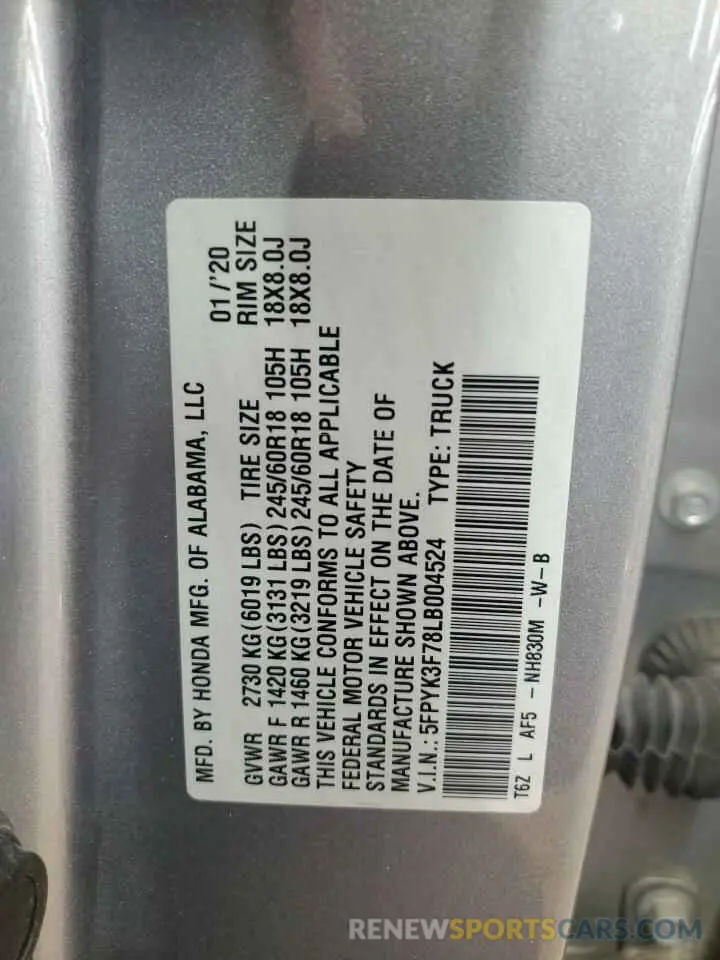 MFD. BY HONDA MFG. OF ALABAMA, LLC 01/'20
GVWR 2730 KG(6019 LBS) TIRE SIZE RIM SIZE
GAWR F 1420 KG(3131 LBS)245/60R18 105H 18X8.0J
GAWR R 1460 KG(3219 LBS)245/60R18 105H 18X8.0J
THIS VEHICLE CONFORMS TO ALL APPLICABLE
FEDERAL MOTOR VEHICLE SAFETY
STANDARDS IN EFFECT ON THE DATE OF
MANUFACTURE SHOWN ABOVE.
V.I.N.:5FPYK3F78LB004524 TYPE:TRUCK
T6Z L AF5 -NH830M -W-B
RENEWSPORTSCARS.COM